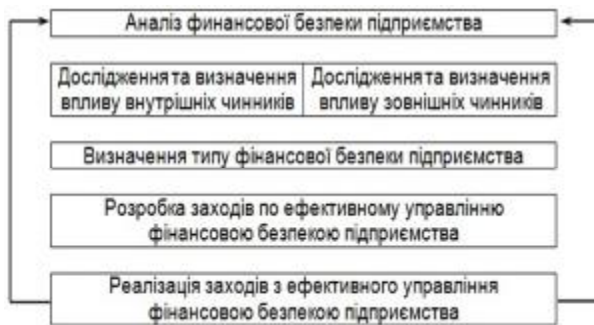 Аналіз финансової безпеки підприємства
Дослідження та визначення
впливу внутрішніх чинників
Дослідження та визначення
впливу зовнішніх чинників
Визначення типу фінансової безпеки підприємства
Розробка заходів по ефективному управлінню
фінансовою безпекою підприємства
Реалізація заходів з ефективного управління
фінансовою безпекою підприємства